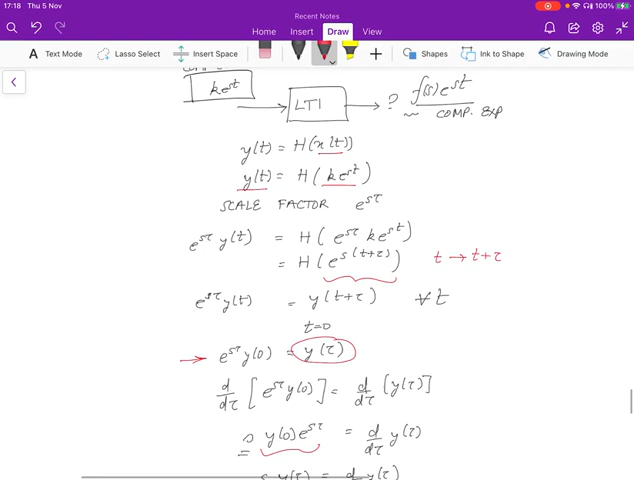 17:18 Thu 5 Nov
100%
Recent Notes
Home Insert Draw View
Text Mode Lasso Select Insert Space Shapes Ink to Shape Drawing Mode
ke^{st} → LTI → ? f(s)e^{st}
COMP. EXP
y(t) = H(x(t))
y(t) = H(ke^{st})
SCALE FACTOR e^{sτ}
e^{sτ} y(t) = H(e^{sτ} ke^{st})
= H(e^{s(t+τ)}) t → t+τ
e^{sτ} y(t) = y(t+τ) ∀ t
t=0
→ e^{sτ} y(0) = y(τ)
d/dτ [e^{sτ} y(0)] = d/dτ [y(τ)]
s y(0) e^{sτ} = d/dτ y(τ)
s y(τ) = d/dτ y(τ)